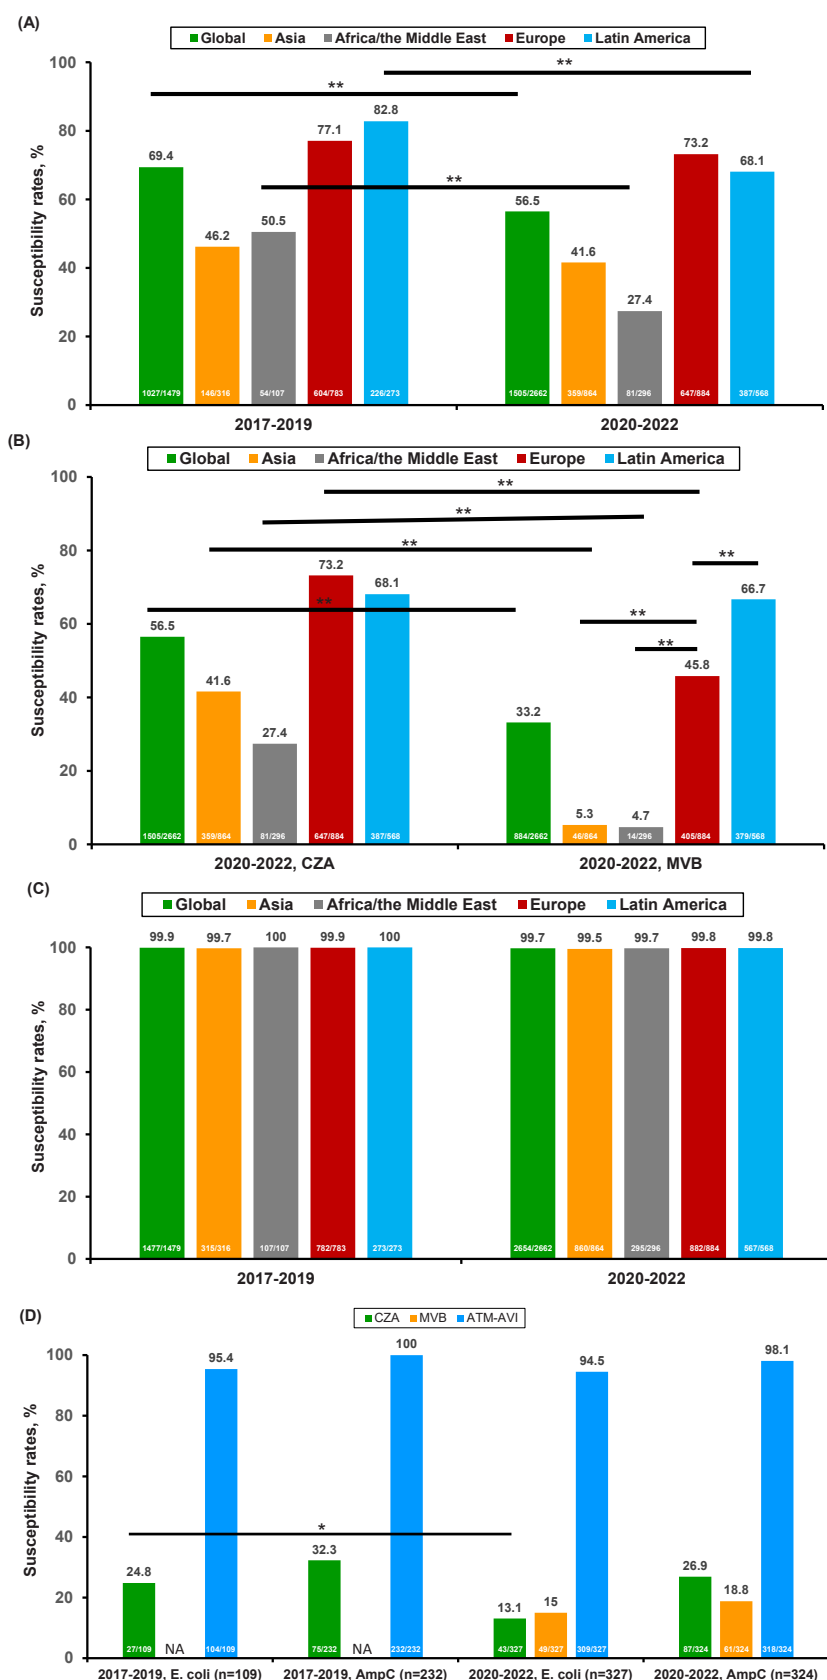 (A)
Global Asia Africa/the Middle East Europe Latin America
Susceptibility rates, %
100
80
60
40
20
0
** ** **
69.4 46.2 50.5 77.1 82.8 56.5 41.6 27.4 73.2 68.1
1027/1479 146/316 54/107 604/783 226/273 1505/2662 359/864 81/296 647/884 387/568
2017-2019 2020-2022
(B)
Global Asia Africa/the Middle East Europe Latin America
Susceptibility rates, %
100
80
60
40
20
0
** ** ** ** ** ** **
56.5 41.6 27.4 73.2 68.1 33.2 5.3 4.7 45.8 66.7
1505/2662 359/864 81/296 647/884 387/568 884/2662 46/864 14/296 405/884 379/568
2020-2022, CZA 2020-2022, MVB
(C)
Global Asia Africa/the Middle East Europe Latin America
Susceptibility rates, %
99.9 99.7 100 99.9 100 99.7 99.5 99.7 99.8 99.8
100
80
60
40
20
0
1477/1479 315/316 107/107 782/783 273/273 2654/2662 860/864 295/296 882/884 567/568
2017-2019 2020-2022
(D)
CZA MVB ATM-AVI
Susceptibility rates, %
100
80
60
40
20
0
*
24.8 95.4 32.3 100 13.1 15 94.5 26.9 18.8 98.1
27/109 NA 104/109 75/232 NA 232/232 43/327 49/327 309/327 87/324 61/324 318/324
2017-2019, E. coli (n=109) 2017-2019, AmpC (n=232) 2020-2022, E. coli (n=327) 2020-2022, AmpC (n=324)